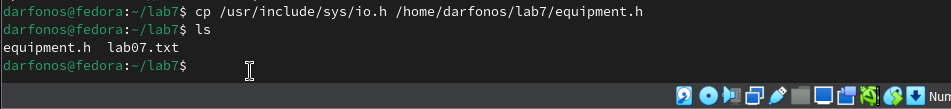 darfonos@fedora:~/lab7$ cp /usr/include/sys/io.h /home/darfonos/lab7/equipment.h
darfonos@fedora:~/lab7$ ls
equipment.h  lab07.txt
darfonos@fedora:~/lab7$
Num